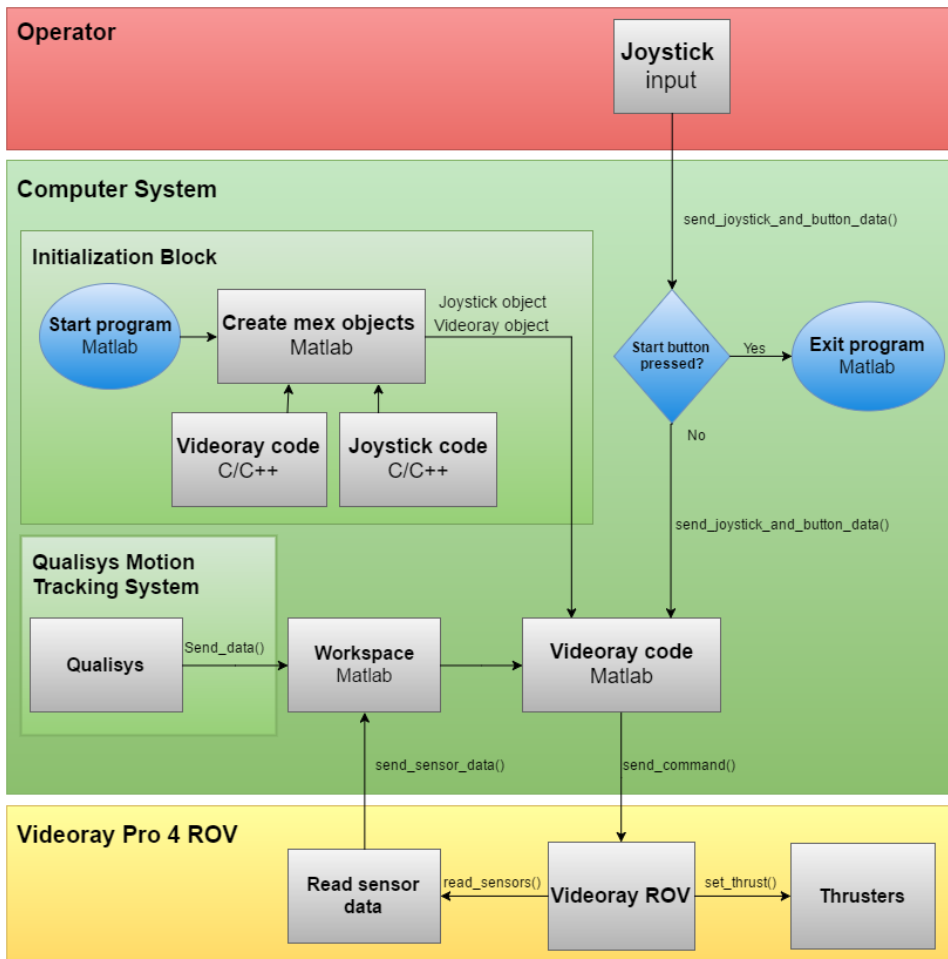 Operator
Joystick
input
Computer System
send_joystick_and_button_data()
Initialization Block
Start program
Matlab
Create mex objects
Matlab
Joystick object
Videoray object
Start button
pressed?
Yes
Exit program
Matlab
Videoray code
C/C++
Joystick code
C/C++
No
send_joystick_and_button_data()
Qualisys Motion
Tracking System
Qualisys
Send_data()
Workspace
Matlab
Videoray code
Matlab
send_sensor_data()
send_command()
Videoray Pro 4 ROV
Read sensor
data
read_sensors()
Videoray ROV
set_thrust()
Thrusters